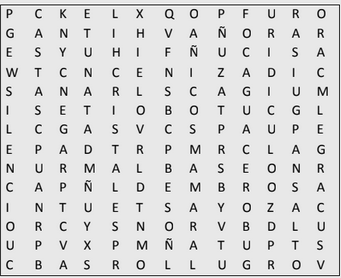 P C K E L X Q O P F U R O
G A N T I H V A Ñ O R A R
E S Y U H I F Ñ U C I S A
W T C N C E N I Z A D I C
S A N A R L S C A G I U M
I S E T I O B O T U C G L
L C G A S V C S P A U P E
E P A D T R P M R C L A G
N U R M A L B A S E O N R
C A P Ñ L D E M B R O S A
I N T U E T S A Y O Z A C
O R C Y S N O R V B D L U
U P V X P M Ñ A T U P T S
C B A S R O L L U G R O V